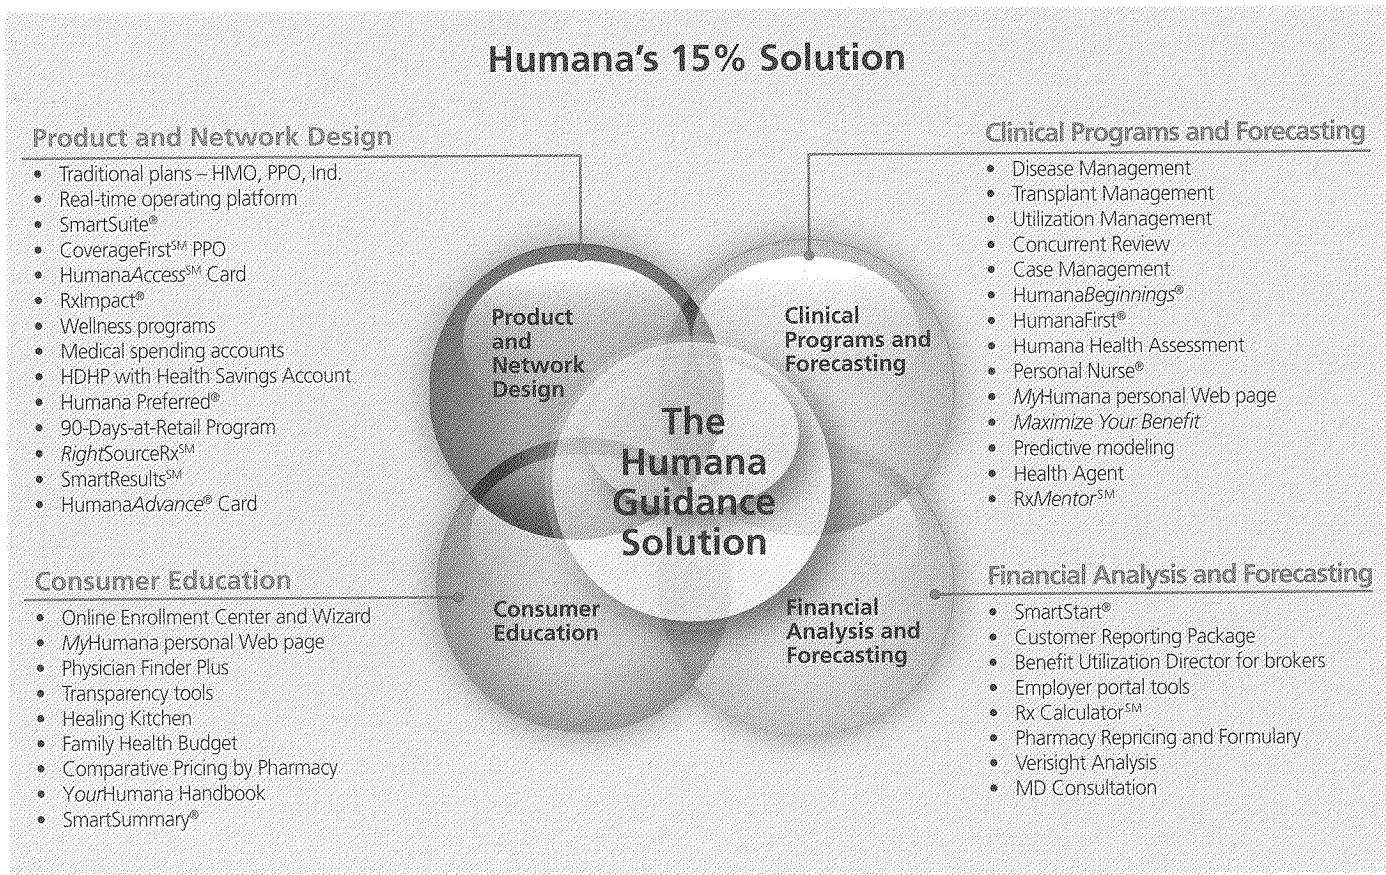 Humana's 15% Solution
Product and Network Design
• Traditional plans – HMO, PPO, Ind.
• Real-time operating platform
• SmartSuite®
• CoverageFirst℠ PPO
• HumanaAccess℠ Card
• RxImpact®
• Wellness programs
• Medical spending accounts
• HDHP with Health Savings Account
• Humana Preferred®
• 90-Days-at-Retail Program
• RightSourceRx℠
• SmartResults℠
• HumanaAdvance® Card
Clinical Programs and Forecasting
• Disease Management
• Transplant Management
• Utilization Management
• Concurrent Review
• Case Management
• HumanaBeginnings®
• HumanaFirst®
• Humana Health Assessment
• Personal Nurse®
• MyHumana personal Web page
• Maximize Your Benefit
• Predictive modeling
• Health Agent
• RxMentor℠
Product
and
Network
Design
Clinical
Programs and
Forecasting
The
Humana
Guidance
Solution
Consumer
Education
Financial
Analysis and
Forecasting
Consumer Education
• Online Enrollment Center and Wizard
• MyHumana personal Web page
• Physician Finder Plus
• Transparency tools
• Healing Kitchen
• Family Health Budget
• Comparative Pricing by Pharmacy
• YourHumana Handbook
• SmartSummary®
Financial Analysis and Forecasting
• SmartStart®
• Customer Reporting Package
• Benefit Utilization Director for brokers
• Employer portal tools
• Rx Calculator℠
• Pharmacy Repricing and Formulary
• Verisight Analysis
• MD Consultation